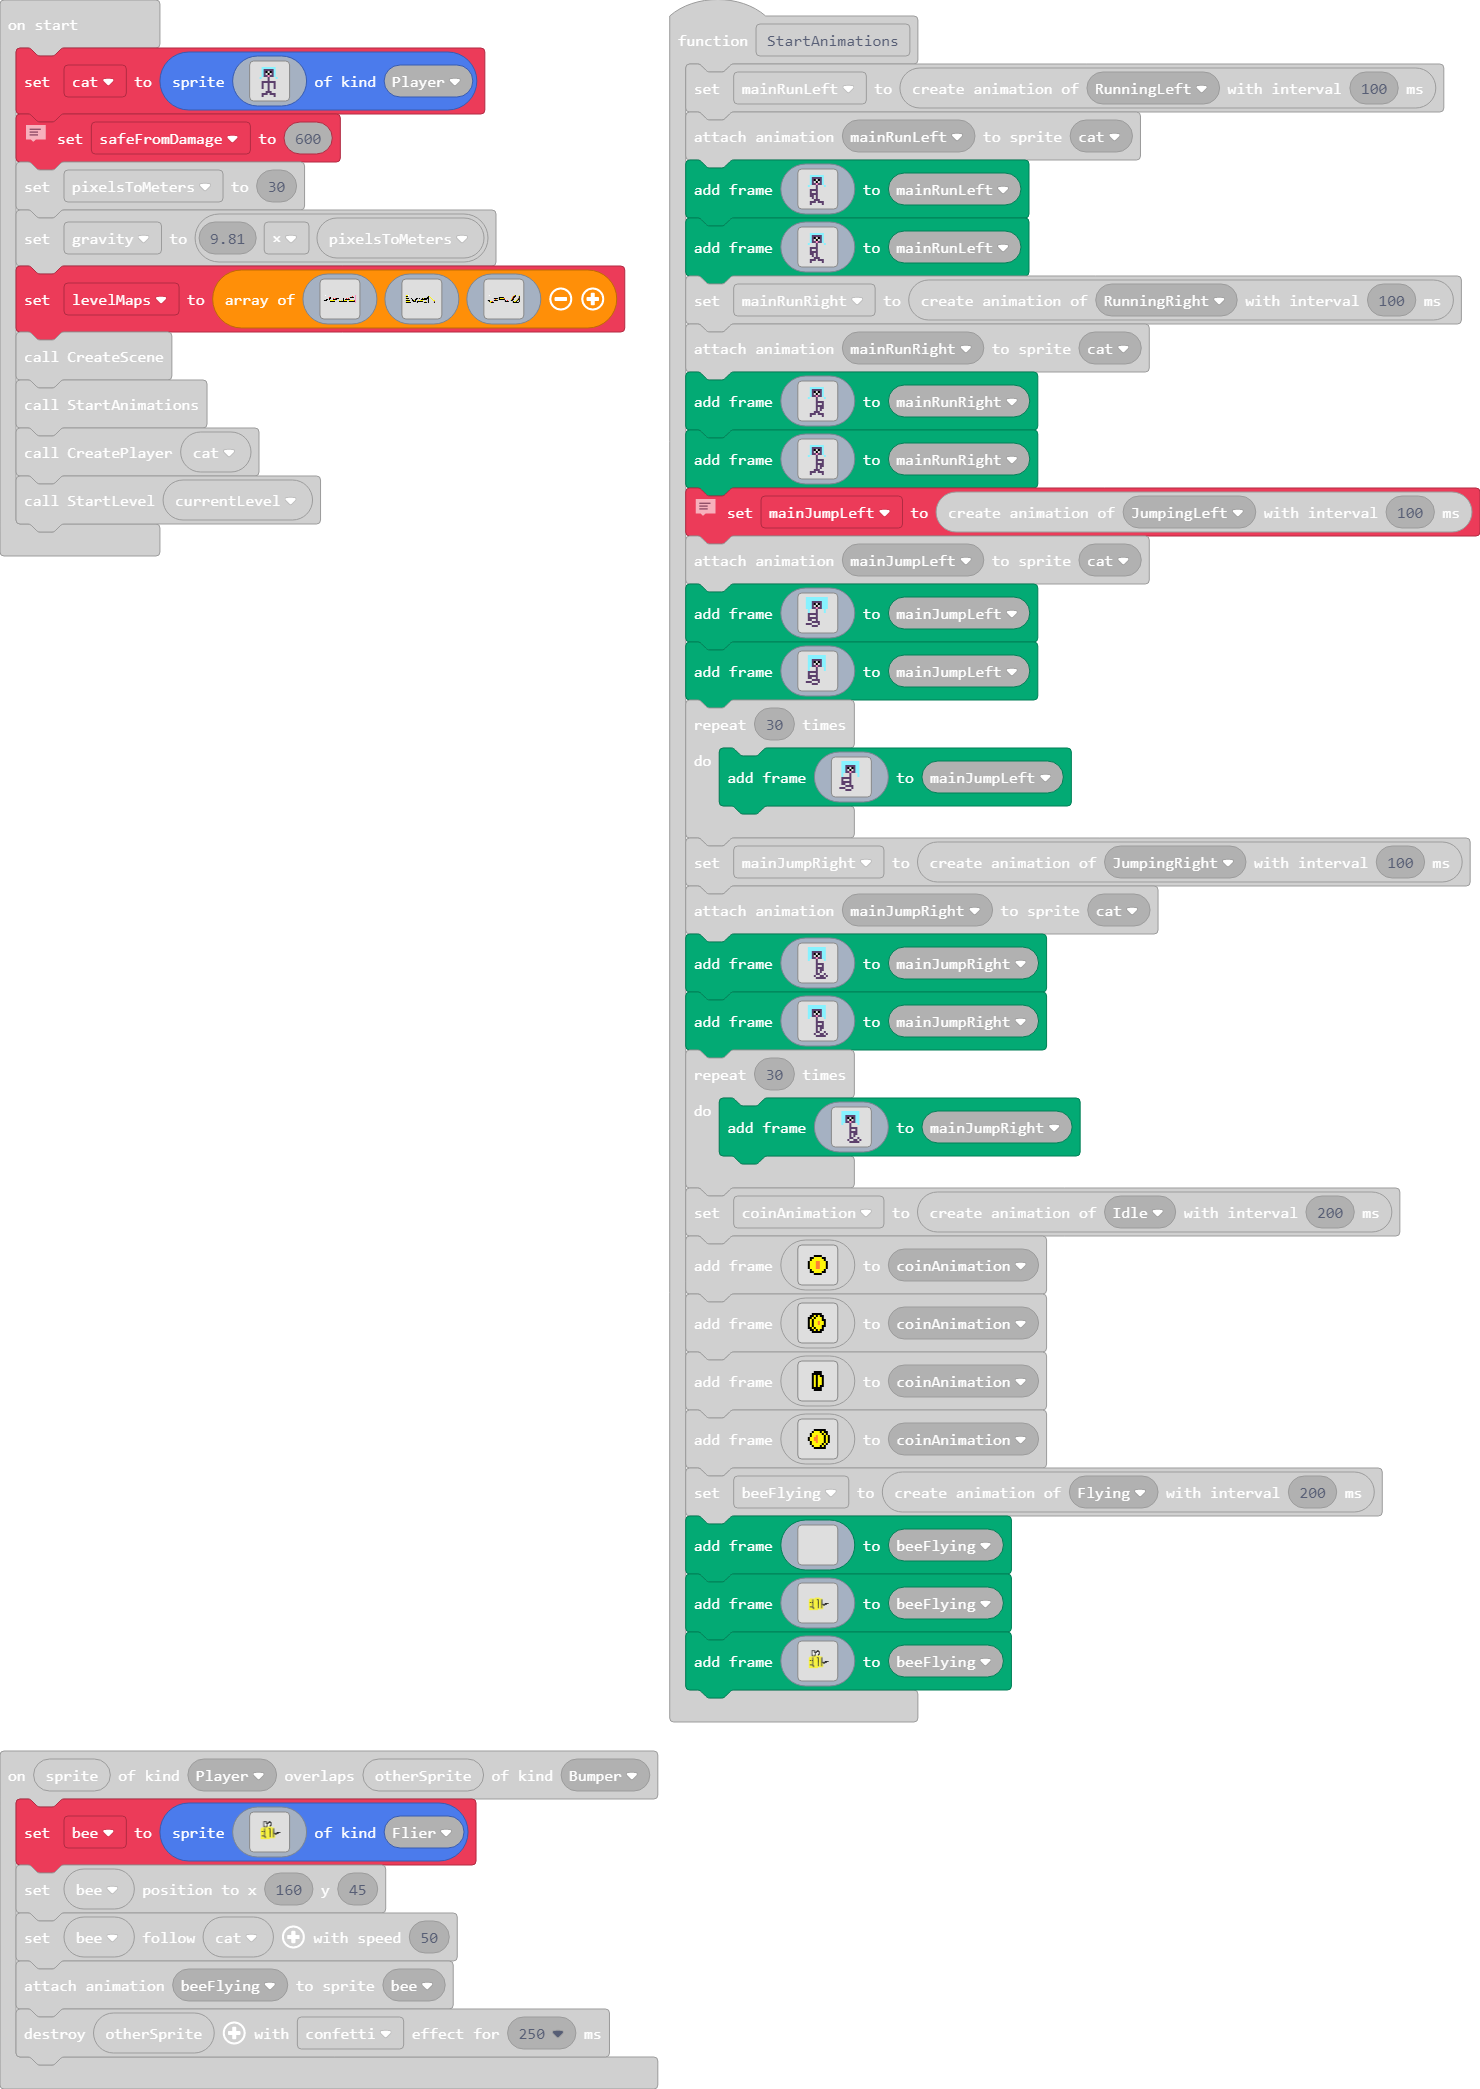 on start
set cat to sprite of kind Player
set safeFromDamage to 600
set pixelsToMeters to 30
set gravity to 9.81 × pixelsToMeters
set levelMaps to array of
call CreateScene
call StartAnimations
call CreatePlayer cat
call StartLevel currentLevel
function StartAnimations
set mainRunLeft to create animation of RunningLeft with interval 100 ms
attach animation mainRunLeft to sprite cat
add frame to mainRunLeft
add frame to mainRunLeft
set mainRunRight to create animation of RunningRight with interval 100 ms
attach animation mainRunRight to sprite cat
add frame to mainRunRight
add frame to mainRunRight
set mainJumpLeft to create animation of JumpingLeft with interval 100 ms
attach animation mainJumpLeft to sprite cat
add frame to mainJumpLeft
add frame to mainJumpLeft
repeat 30 times
do add frame to mainJumpLeft
set mainJumpRight to create animation of JumpingRight with interval 100 ms
attach animation mainJumpRight to sprite cat
add frame to mainJumpRight
add frame to mainJumpRight
repeat 30 times
do add frame to mainJumpRight
set coinAnimation to create animation of Idle with interval 200 ms
add frame to coinAnimation
add frame to coinAnimation
add frame to coinAnimation
add frame to coinAnimation
set beeFlying to create animation of Flying with interval 200 ms
add frame to beeFlying
add frame to beeFlying
add frame to beeFlying
on sprite of kind Player overlaps otherSprite of kind Bumper
set bee to sprite of kind Flier
set bee position to x 160 y 45
set bee follow cat with speed 50
attach animation beeFlying to sprite bee
destroy otherSprite with confetti effect for 250 ms